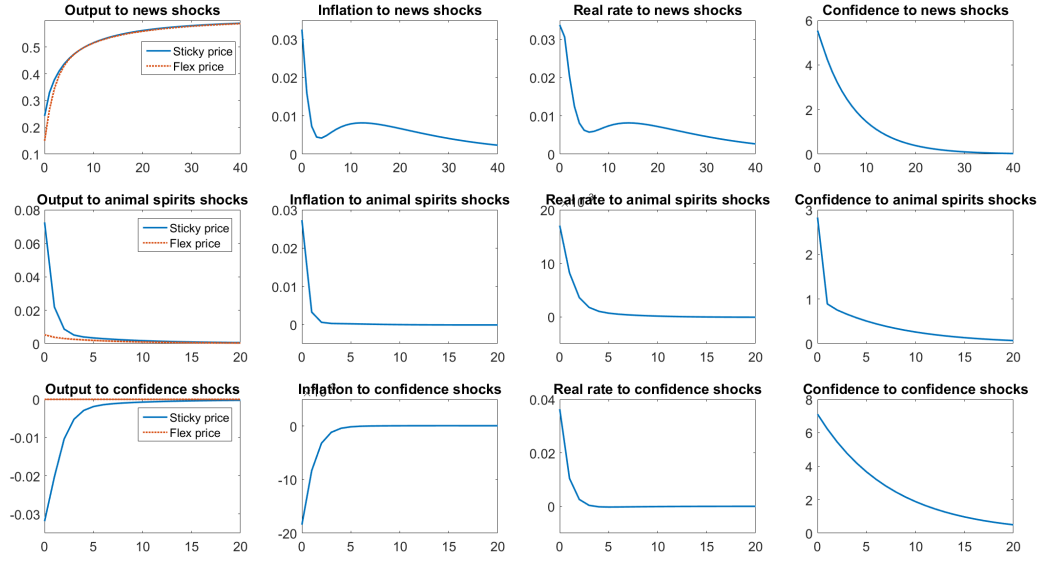 Output to news shocks
Inflation to news shocks
Real rate to news shocks
Confidence to news shocks
0.1
0.2
0.3
0.4
0.5
Sticky price
Flex price
0 10 20 30 40
0
0.01
0.02
0.03
0 10 20 30 40
0
0.01
0.02
0.03
0 10 20 30 40
0
2
4
6
0 10 20 30 40
Output to animal spirits shocks
Inflation to animal spirits shocks
Real rate to animal spirits shocks
Confidence to animal spirits shocks
0
0.02
0.04
0.06
0.08
Sticky price
Flex price
0 5 10 15 20
0
0.01
0.02
0.03
0 5 10 15 20
0
10
20
0 5 10 15 20
0
1
2
3
0 5 10 15 20
Output to confidence shocks
Inflation to confidence shocks
Real rate to confidence shocks
Confidence to confidence shocks
-0.03
-0.02
-0.01
0
Sticky price
Flex price
0 5 10 15 20
-20
-10
0
0 5 10 15 20
0
0.02
0.04
0 5 10 15 20
0
2
4
6
8
0 5 10 15 20